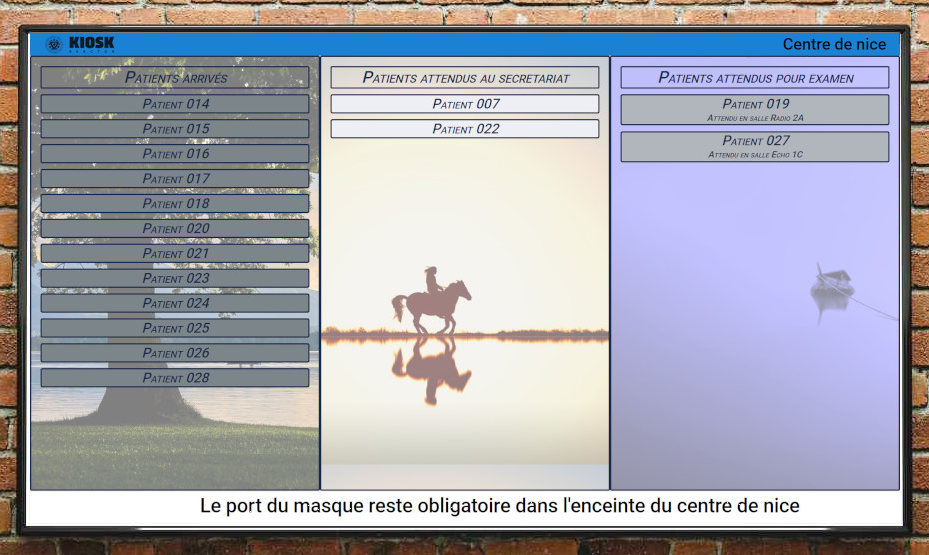 KIOSK
Centre de nice
Patients arrivés
Patient 014
Patient 015
Patient 016
Patient 017
Patient 018
Patient 020
Patient 021
Patient 023
Patient 024
Patient 025
Patient 026
Patient 028
Patients attendus au secretariat
Patient 007
Patient 022
Patients attendus pour examen
Patient 019
Attendu en salle Radio 2A
Patient 027
Attendu en salle Echo 1C
Le port du masque reste obligatoire dans l'enceinte du centre de nice